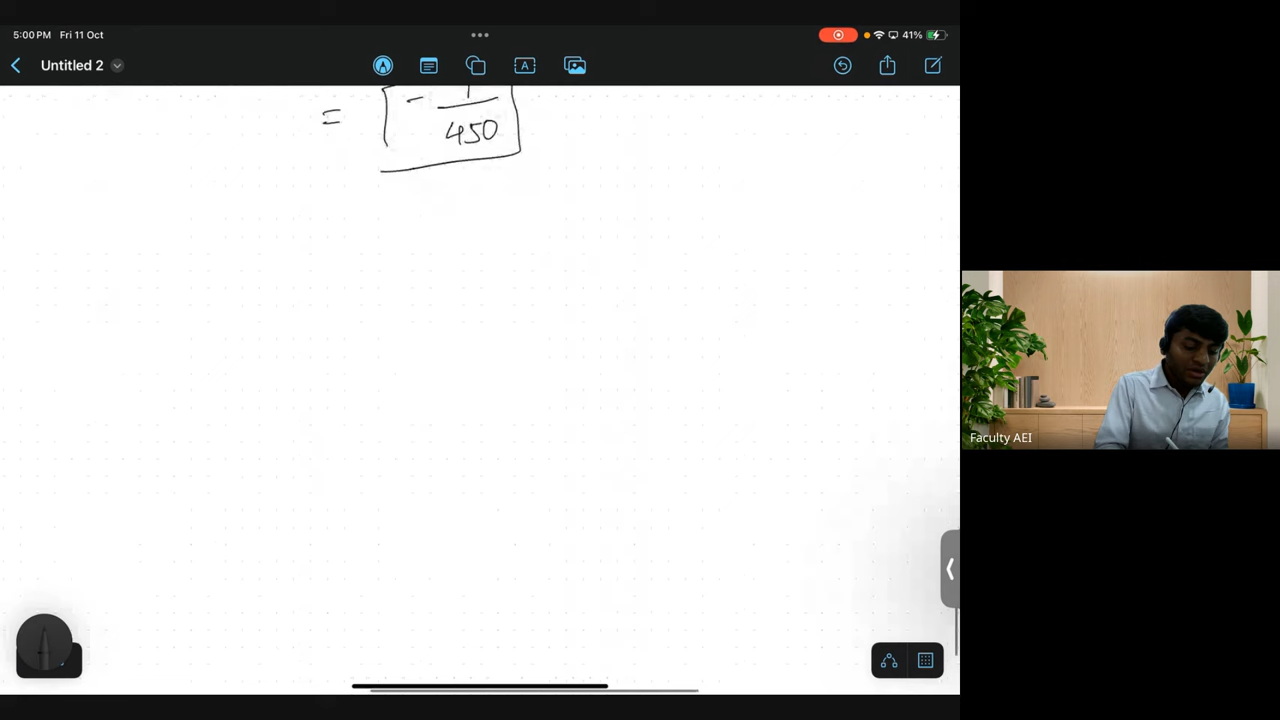 5:00 PM Fri 11 Oct
41%
Untitled 2
A
= -
450
Faculty AEI